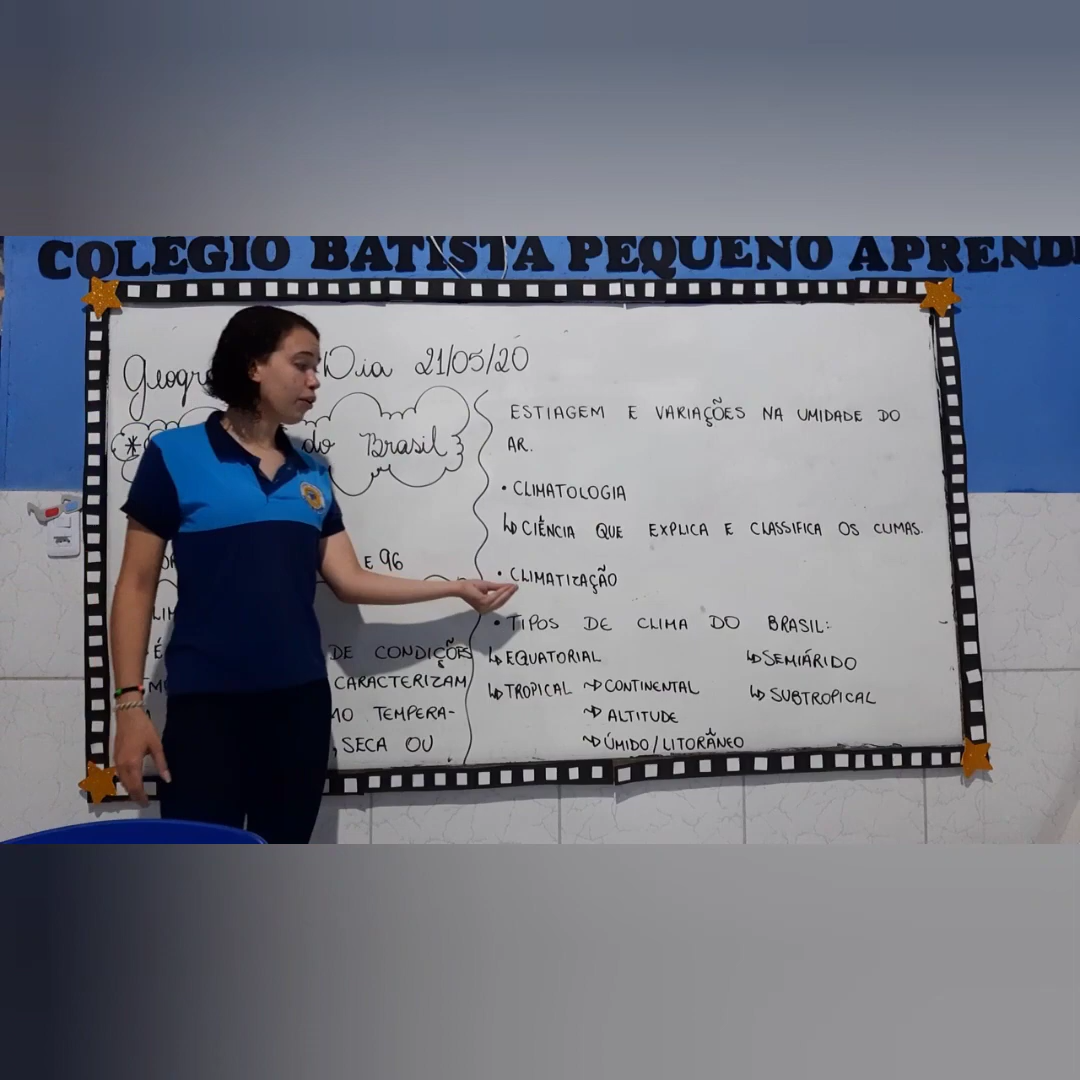 COLEGIO BATISTA PEQUENO APREND
Geogr Dia 21/05/20
* do Brasil
E 96
É DE CONDIÇÕES
CARACTERIZAM
TEMPERA-
, SECA OU
ESTIAGEM E VARIAÇÕES NA UMIDADE DO
AR.
• CLIMATOLOGIA
↳ CIÊNCIA QUE EXPLICA E CLASSIFICA OS CLIMAS.
• CLIMATIZAÇÃO
• TIPOS DE CLIMA DO BRASIL:
↳ EQUATORIAL ↳ SEMIÁRIDO
↳ TROPICAL ~> CONTINENTAL ↳ SUBTROPICAL
~> ALTITUDE
~> ÚMIDO/LITORÂNEO